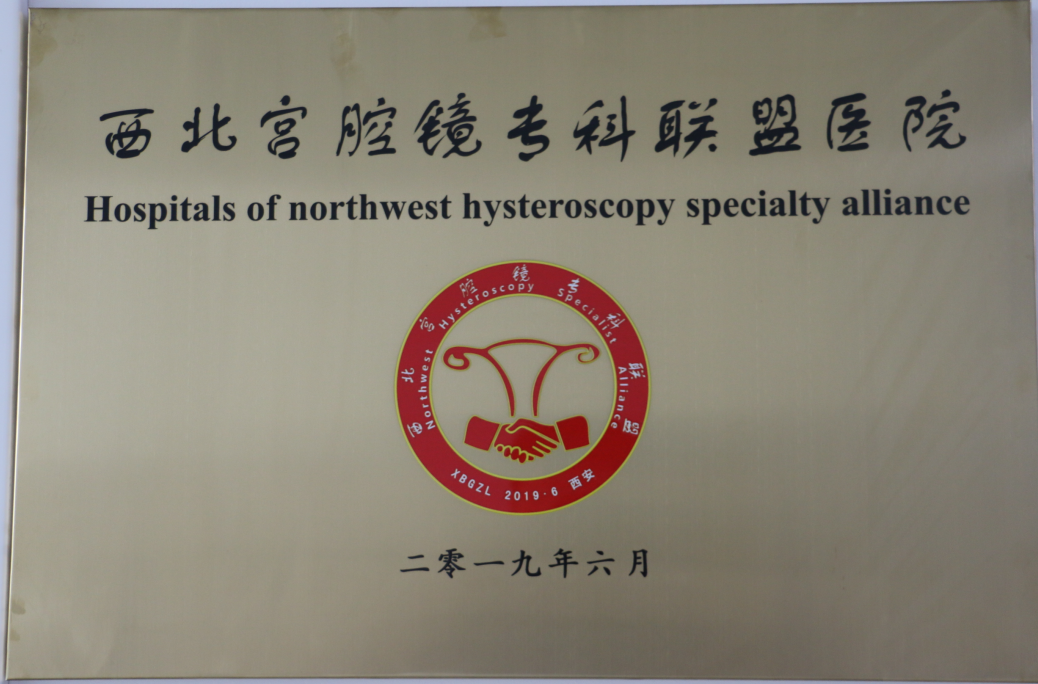 西北宫腔镜专科联盟医院
Hospitals of northwest hysteroscopy specialty alliance
西北宫腔镜专科联盟
Northwest Hysteroscopy Specialist Alliance
XBGZL 2019·6 西安
二零一九年六月